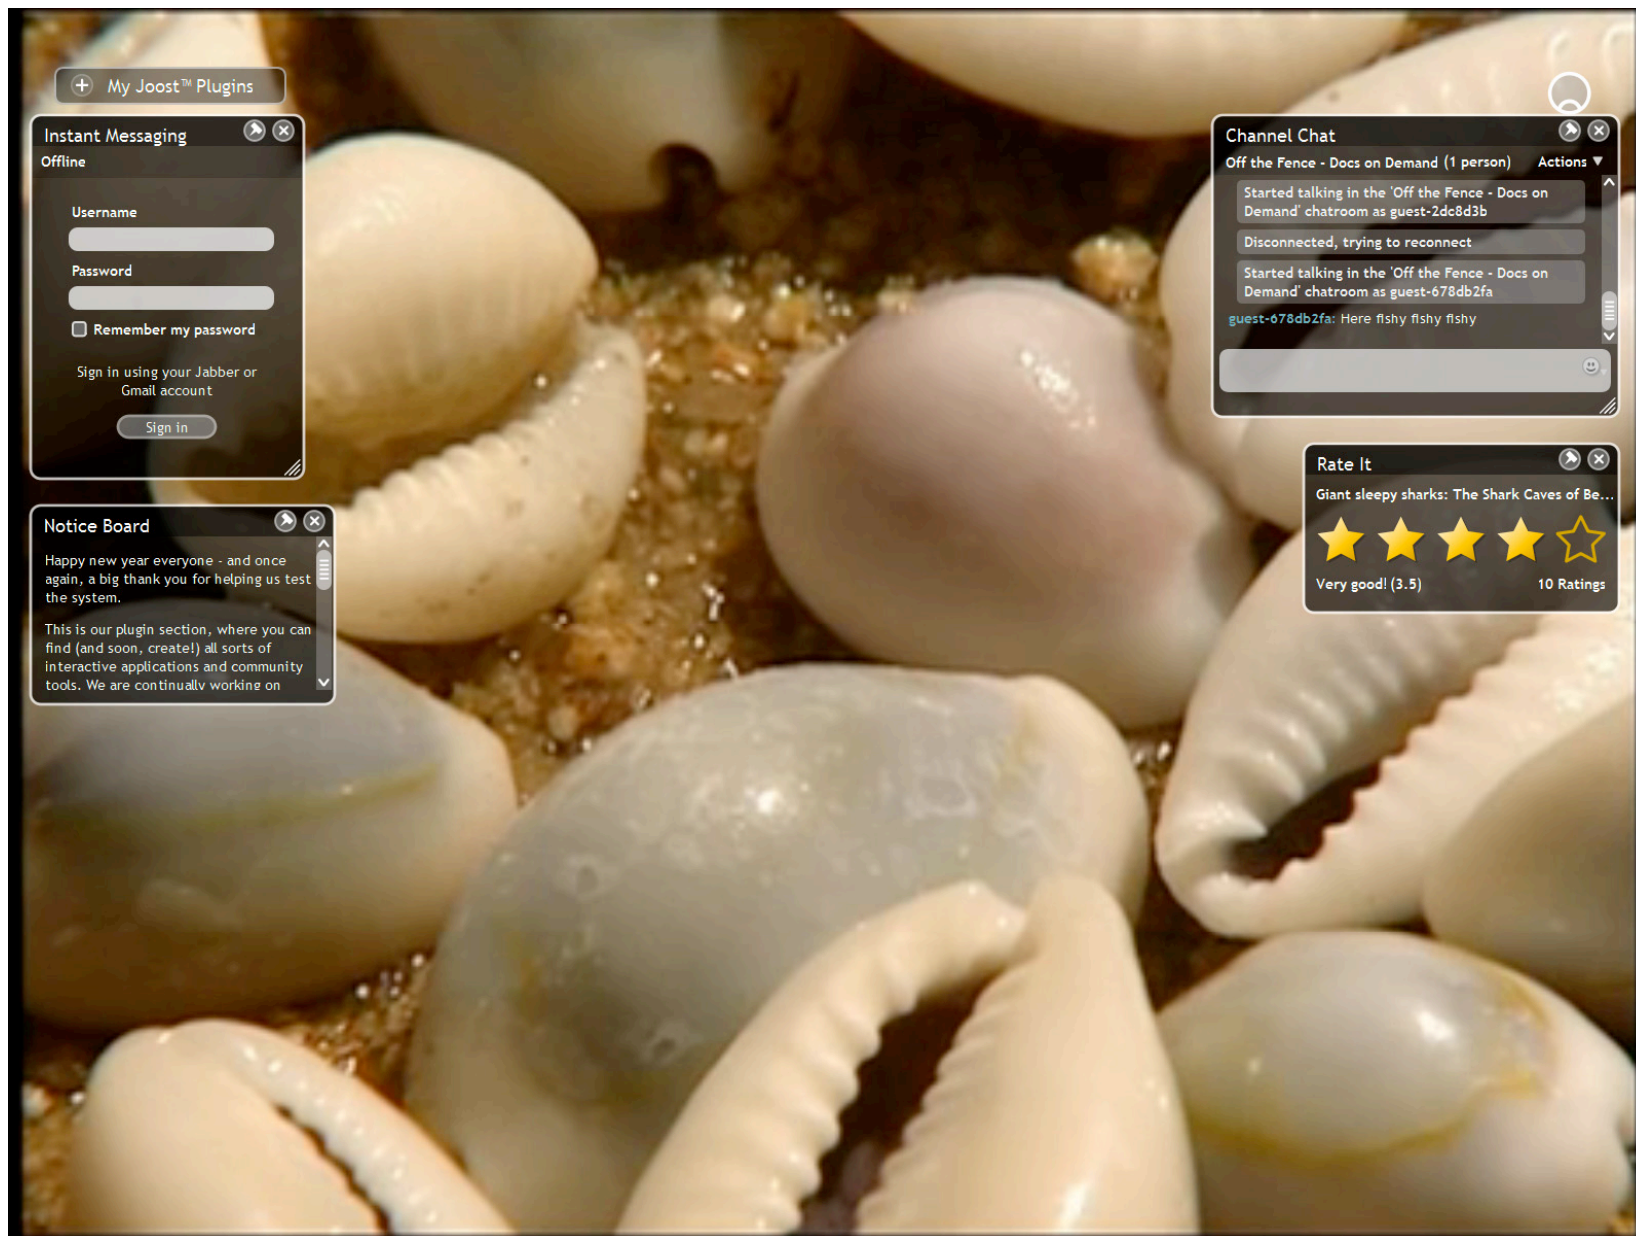 My Joost™ Plugins
Instant Messaging
Offline
Username
Password
Remember my password
Sign in using your Jabber or
Gmail account
Sign in
Notice Board
Happy new year everyone - and once
again, a big thank you for helping us test
the system.
This is our plugin section, where you can
find (and soon, create!) all sorts of
interactive applications and community
tools. We are continually working on
Channel Chat
Off the Fence - Docs on Demand (1 person)
Actions
Started talking in the 'Off the Fence - Docs on
Demand' chatroom as guest-2dc8d3b
Disconnected, trying to reconnect
Started talking in the 'Off the Fence - Docs on
Demand' chatroom as guest-678db2fa
guest-678db2fa: Here fishy fishy fishy
Rate It
Giant sleepy sharks: The Shark Caves of Be...
Very good! (3.5)
10 Ratings